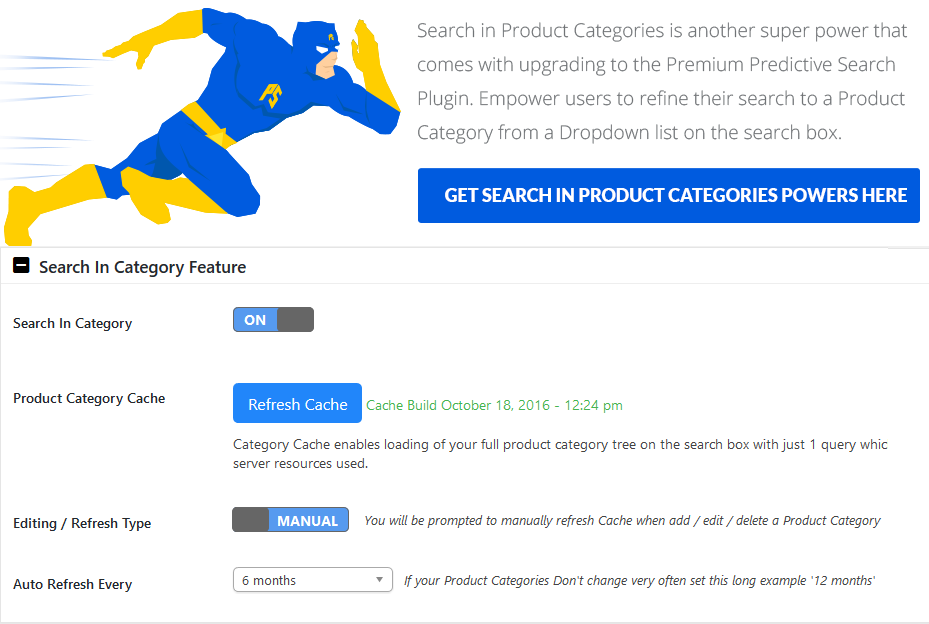 Search in Product Categories is another super power that
comes with upgrading to the Premium Predictive Search
Plugin. Empower users to refine their search to a Product
Category from a Dropdown list on the search box.
GET SEARCH IN PRODUCT CATEGORIES POWERS HERE
Search In Category Feature
Search In Category ON
Product Category Cache Refresh Cache Cache Build October 18, 2016 - 12:24 pm
Category Cache enables loading of your full product category tree on the search box with just 1 query whic
server resources used.
Editing / Refresh Type MANUAL You will be prompted to manually refresh Cache when add / edit / delete a Product Category
Auto Refresh Every 6 months If your Product Categories Don't change very often set this long example '12 months'